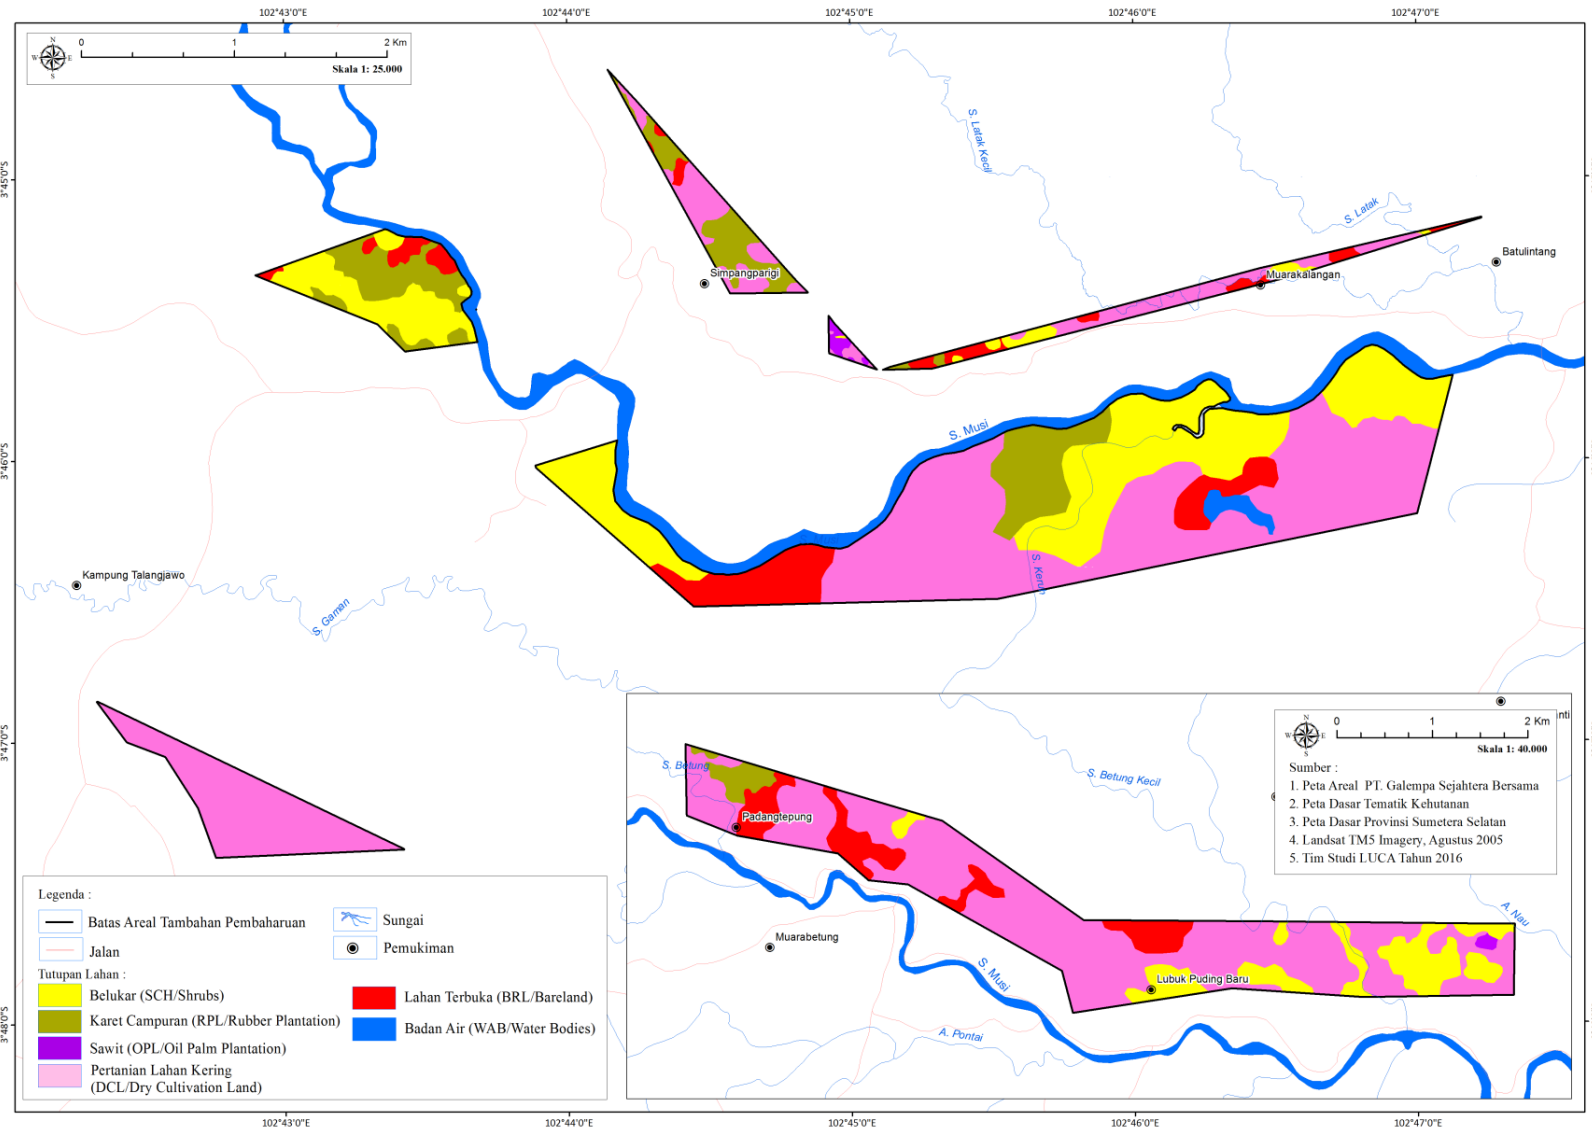 102°43'0"E
102°44'0"E
102°45'0"E
102°46'0"E
102°47'0"E
0 1 2 Km
N
W E
S
Skala 1: 25.000
3°45'0"S
3°46'0"S
3°47'0"S
3°48'0"S
S. Latak Kecil
S. Latak
Batulintang
Simpangparigi
Muarakalangan
S. Musi
S. Musi
S. Keruh
Kampung Talangjawo
S. Gaman
S. Betung
S. Betung Kecil
Padangtepung
Muarabetung
S. Musi
Lubuk Puding Baru
A. Pontai
A. Nau
nti
N
W E
S
0 1 2 Km
Skala 1: 40.000
Sumber :
1. Peta Areal PT. Galempa Sejahtera Bersama
2. Peta Dasar Tematik Kehutanan
3. Peta Dasar Provinsi Sumetera Selatan
4. Landsat TM5 Imagery, Agustus 2005
5. Tim Studi LUCA Tahun 2016
Legenda :
Batas Areal Tambahan Pembaharuan
Sungai
Jalan
Pemukiman
Tutupan Lahan :
Belukar (SCH/Shrubs)
Lahan Terbuka (BRL/Bareland)
Karet Campuran (RPL/Rubber Plantation)
Badan Air (WAB/Water Bodies)
Sawit (OPL/Oil Palm Plantation)
Pertanian Lahan Kering
(DCL/Dry Cultivation Land)
102°43'0"E
102°44'0"E
102°45'0"E
102°46'0"E
102°47'0"E